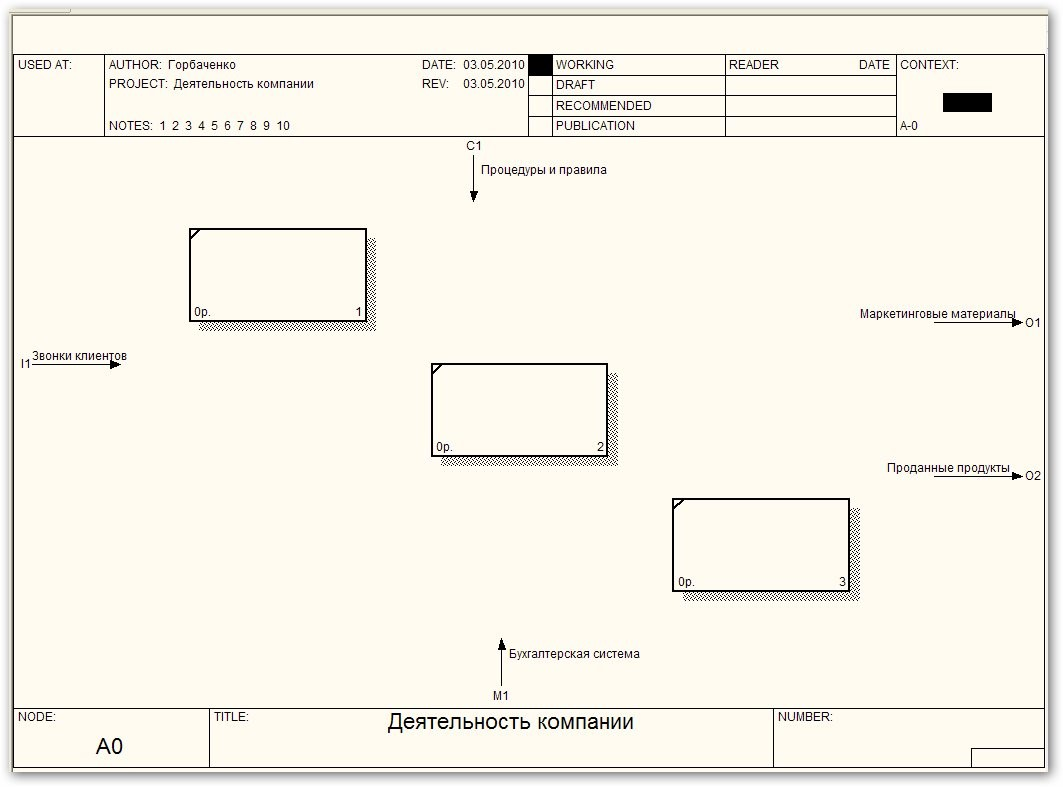 USED AT:
AUTHOR: Горбаченко
DATE: 03.05.2010
PROJECT: Деятельность компании
REV: 03.05.2010
NOTES: 1 2 3 4 5 6 7 8 9 10
WORKING
DRAFT
RECOMMENDED
PUBLICATION
READER DATE
CONTEXT:
A-0
C1
Процедуры и правила
0р. 1
Маркетинговые материалы
O1
Звонки клиентов
I1
0р. 2
Проданные продукты
O2
0р. 3
Бухгалтерская система
M1
NODE:
A0
TITLE:
Деятельность компании
NUMBER: